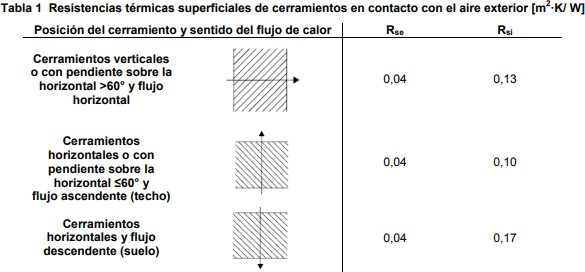 Tabla 1  Resistencias térmicas superficiales de cerramientos en contacto con el aire exterior [m²·K/ W]
Posición del cerramiento y sentido del flujo de calor Rse Rsi
Cerramientos verticales
o con pendiente sobre la
horizontal >60° y flujo
horizontal
0,04 0,13
Cerramientos
horizontales o con
pendiente sobre la
horizontal ≤60° y
flujo ascendente (techo)
0,04 0,10
Cerramientos
horizontales y flujo
descendente (suelo)
0,04 0,17